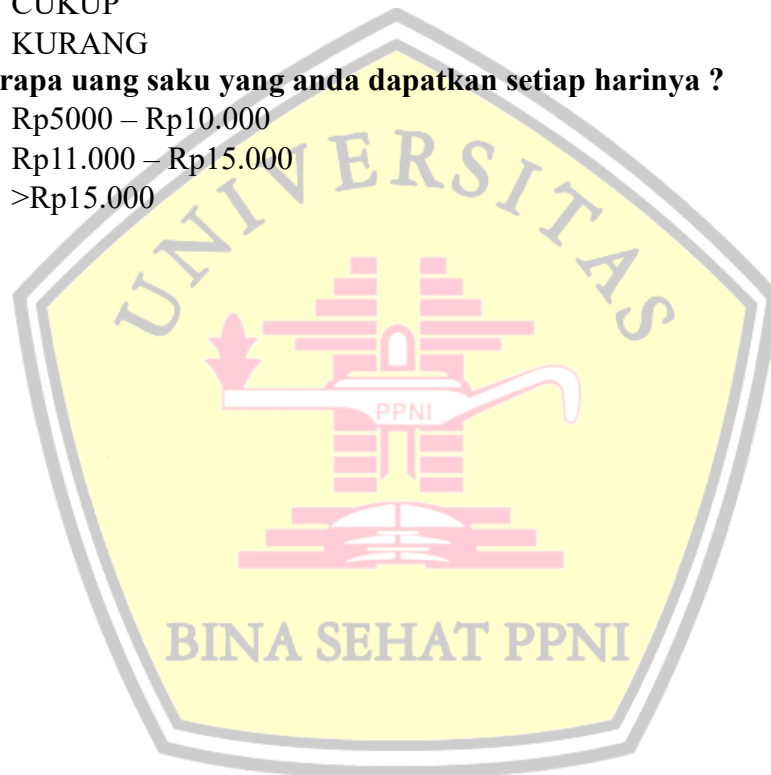 CUKUP
KURANG
rapa uang saku yang anda dapatkan setiap harinya ?
Rp5000 – Rp10.000
Rp11.000 – Rp15.000
>Rp15.000
UNIVERSITAS
PPNI
BINA SEHAT PPNI